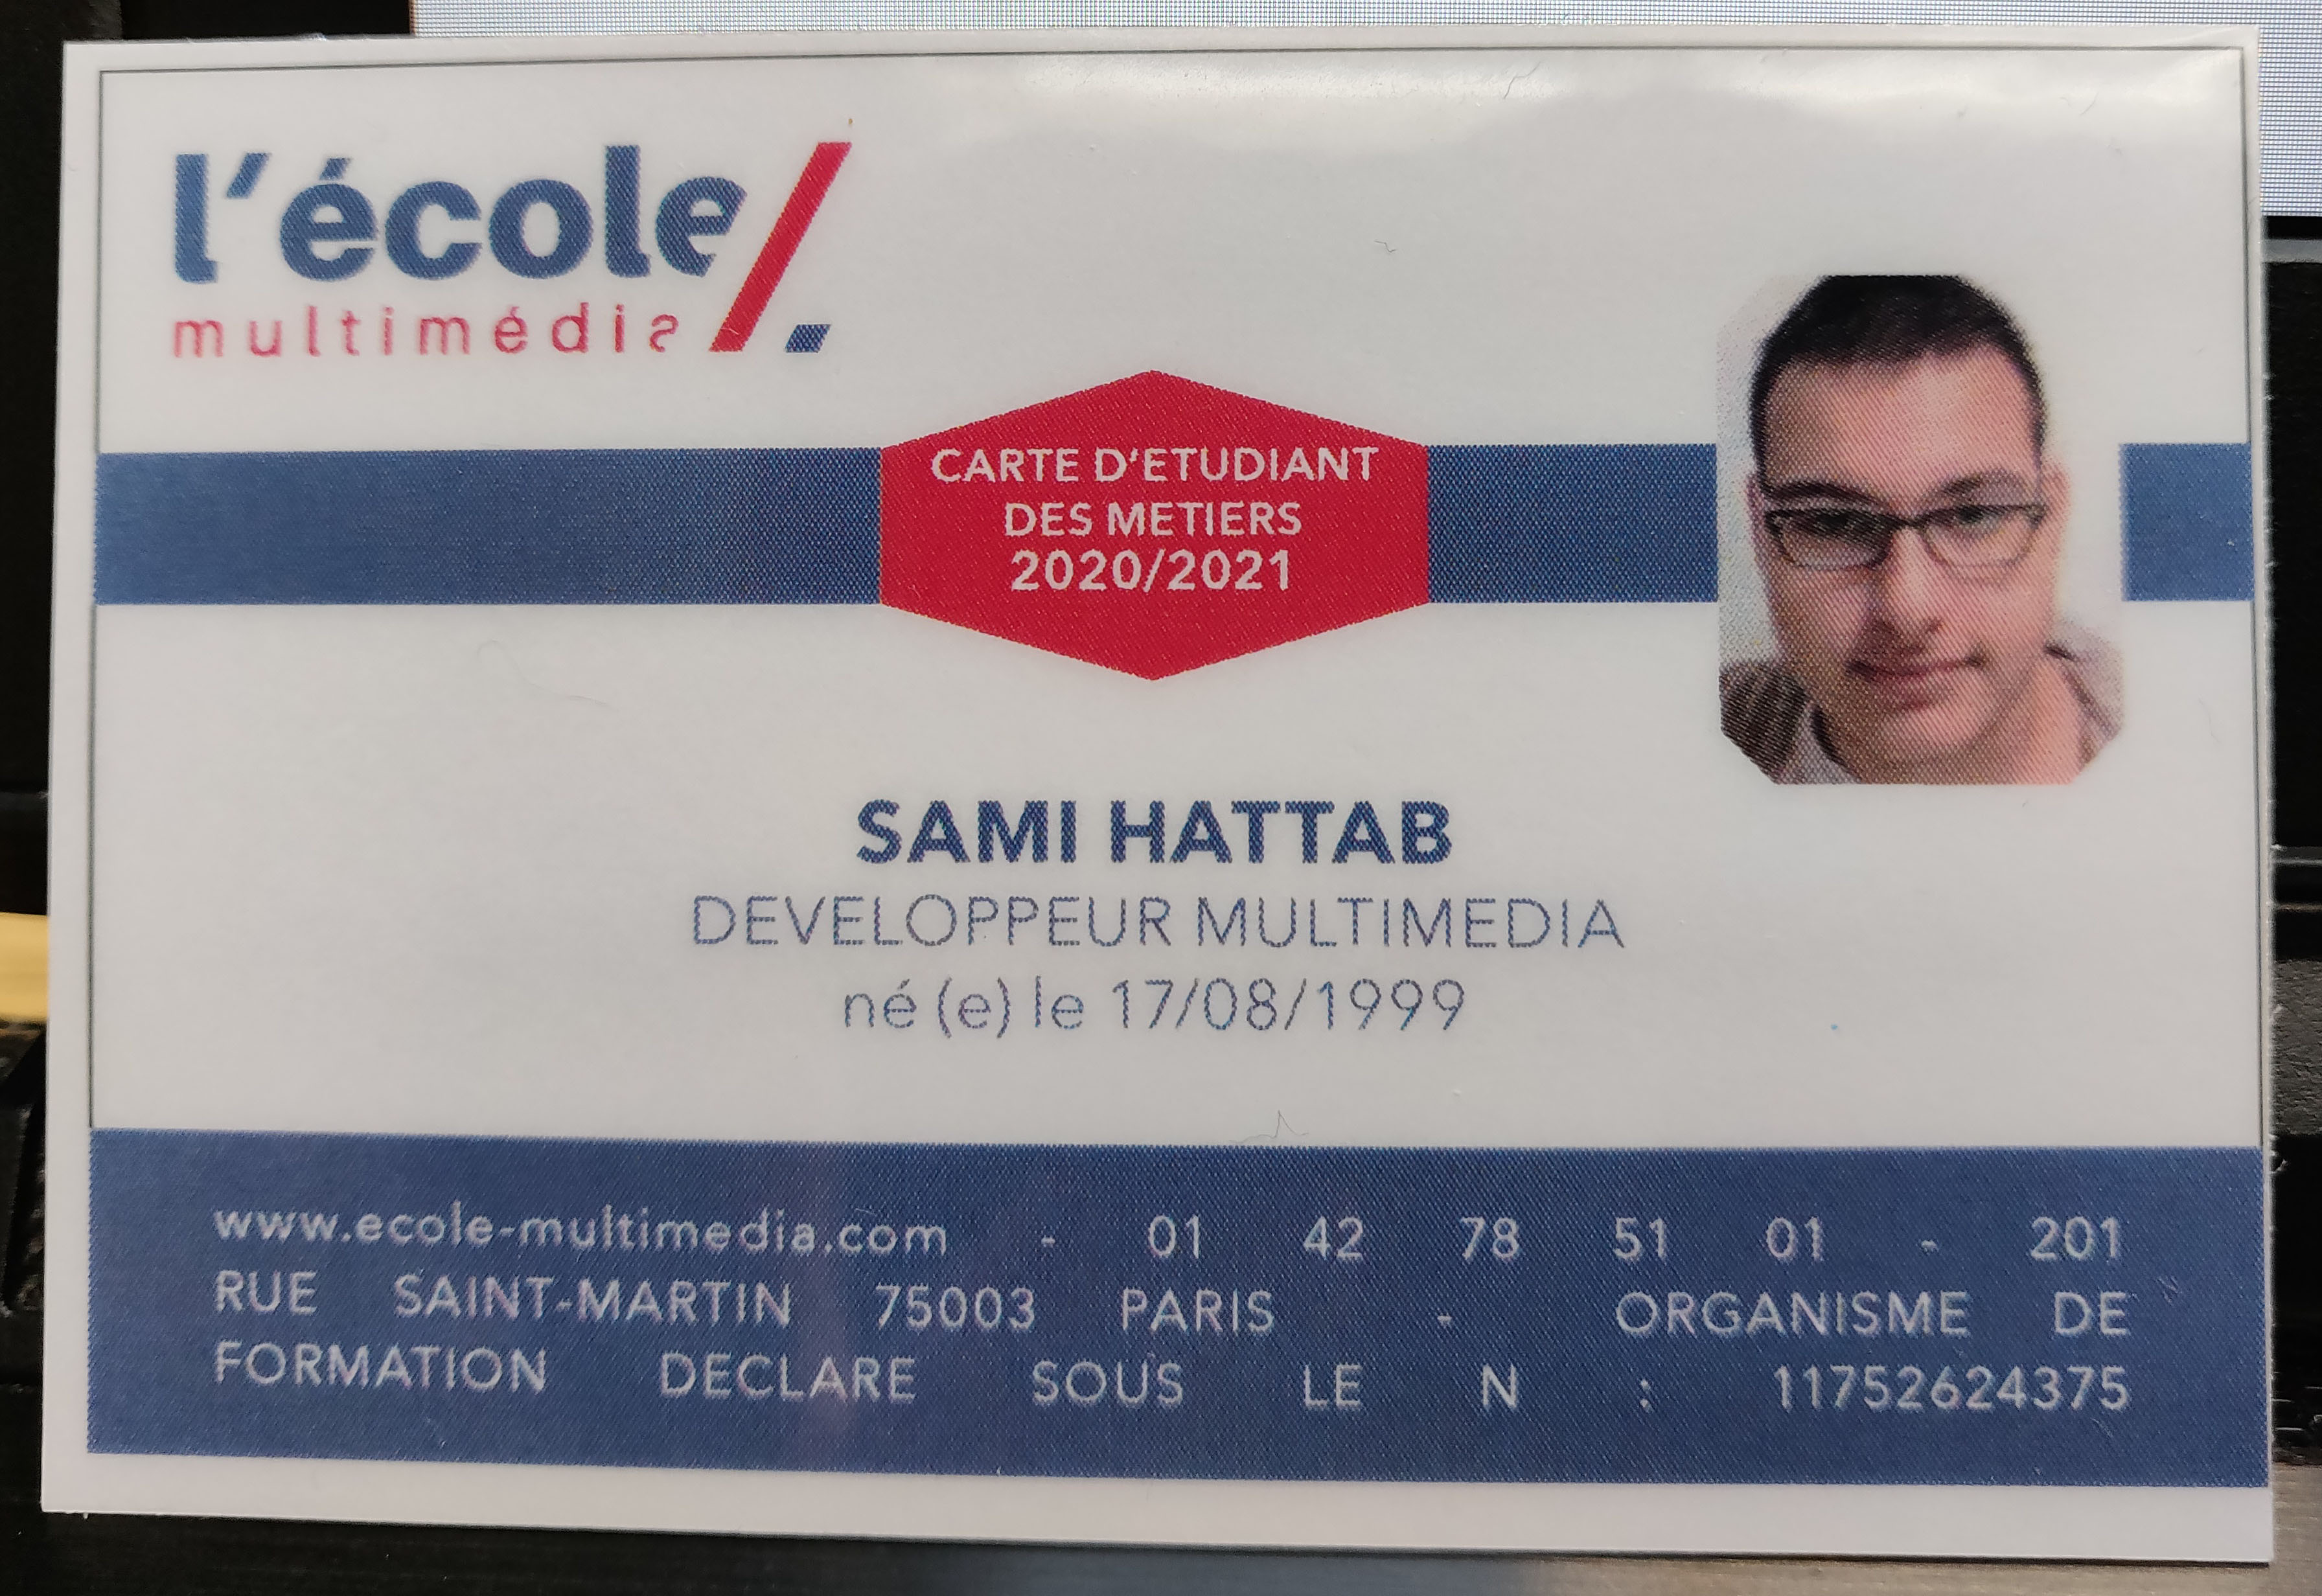 l'école
multimédia
CARTE D'ETUDIANT
DES METIERS
2020/2021
SAMI HATTAB
DEVELOPPEUR MULTIMEDIA
né (e) le 17/08/1999
www.ecole-multimedia.com - 01 42 78 51 01 - 201
RUE SAINT-MARTIN 75003 PARIS - ORGANISME DE
FORMATION DECLARE SOUS LE N : 11752624375